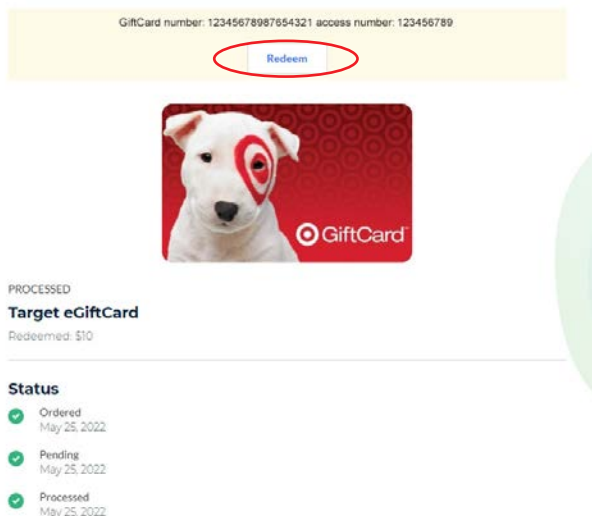 GiftCard number: 12345678987654321 access number: 123456789
Redeem
GiftCard
PROCESSED
Target eGiftCard
Redeemed: $10
Status
Ordered
May 25, 2022
Pending
May 25, 2022
Processed
May 25, 2022